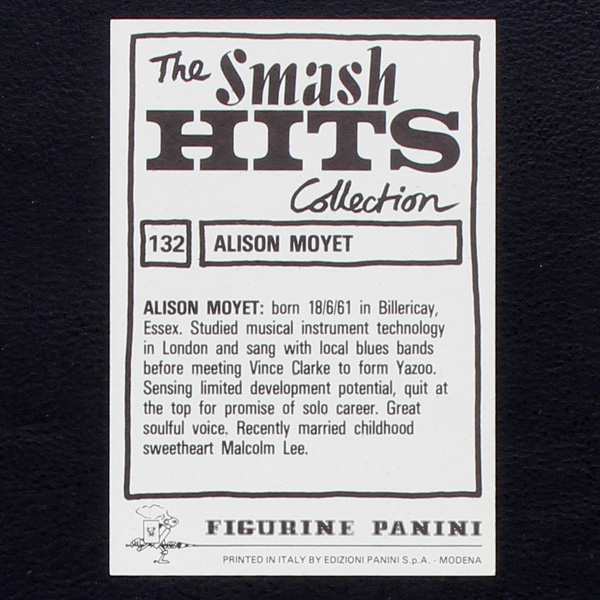 The Smash
HITS
Collection
132 ALISON MOYET
ALISON MOYET: born 18/6/61 in Billericay,
Essex. Studied musical instrument technology
in London and sang with local blues bands
before meeting Vince Clarke to form Yazoo.
Sensing limited development potential, quit at
the top for promise of solo career. Great
soulful voice. Recently married childhood
sweetheart Malcolm Lee.
FIGURINE PANINI
PRINTED IN ITALY BY EDIZIONI PANINI S.p.A. - MODENA